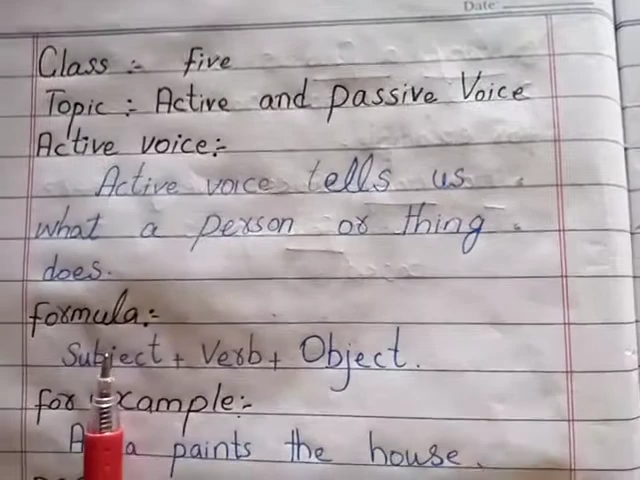 Date:
Class :- five
Topic : Active and passive Voice
Active voice:-
Active voice tells us
what a person or thing
does.
formula:-
Subject + Verb + Object.
for example:-
paints the house.